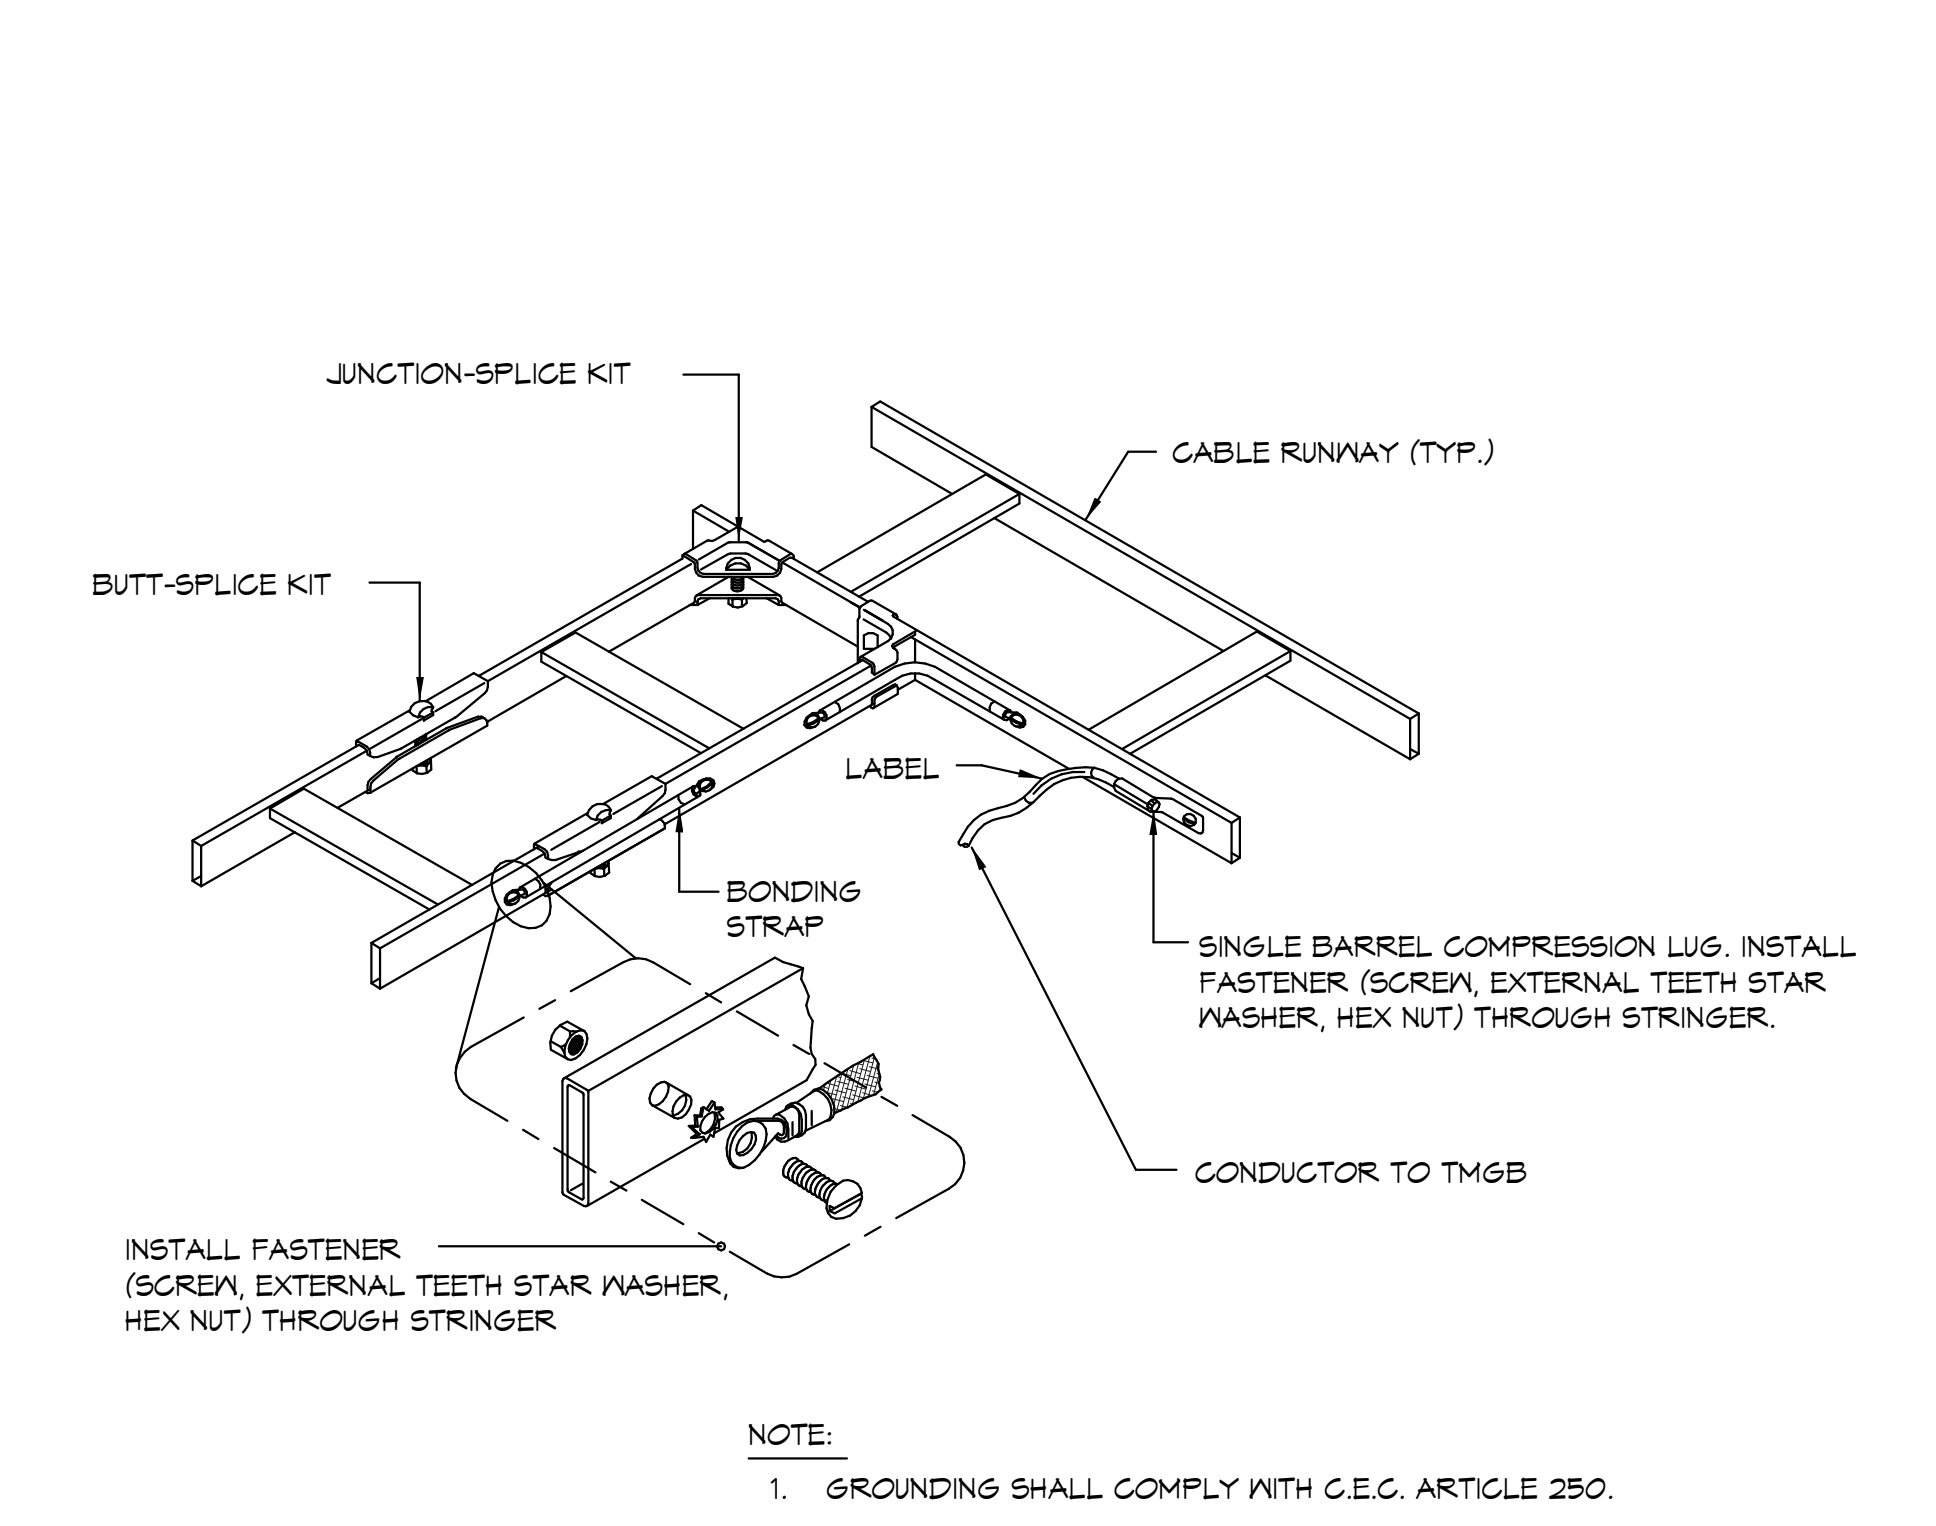 JUNCTION-SPLICE KIT
CABLE RUNWAY (TYP.)
BUTT-SPLICE KIT
LABEL
BONDING
STRAP
SINGLE BARREL COMPRESSION LUG. INSTALL
FASTENER (SCREW, EXTERNAL TEETH STAR
WASHER, HEX NUT) THROUGH STRINGER.
CONDUCTOR TO TMGB
INSTALL FASTENER
(SCREW, EXTERNAL TEETH STAR WASHER,
HEX NUT) THROUGH STRINGER
NOTE:
1. GROUNDING SHALL COMPLY WITH C.E.C. ARTICLE 250.